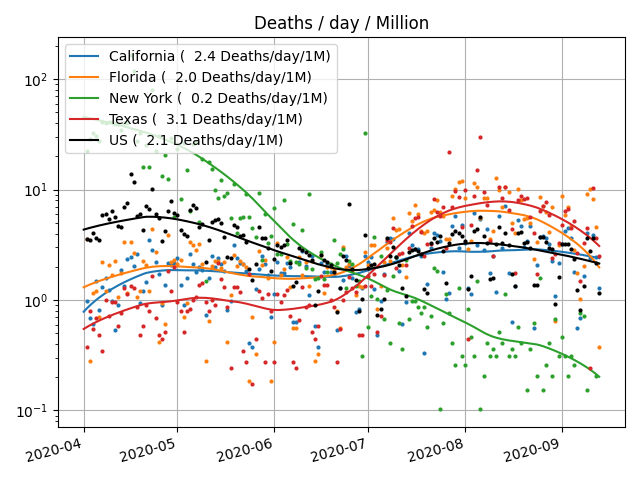 Deaths / day / Million
California (  2.4 Deaths/day/1M)
Florida (  2.0 Deaths/day/1M)
New York (  0.2 Deaths/day/1M)
Texas (  3.1 Deaths/day/1M)
US (  2.1 Deaths/day/1M)
10²
10¹
10⁰
10⁻¹
2020-04
2020-05
2020-06
2020-07
2020-08
2020-09